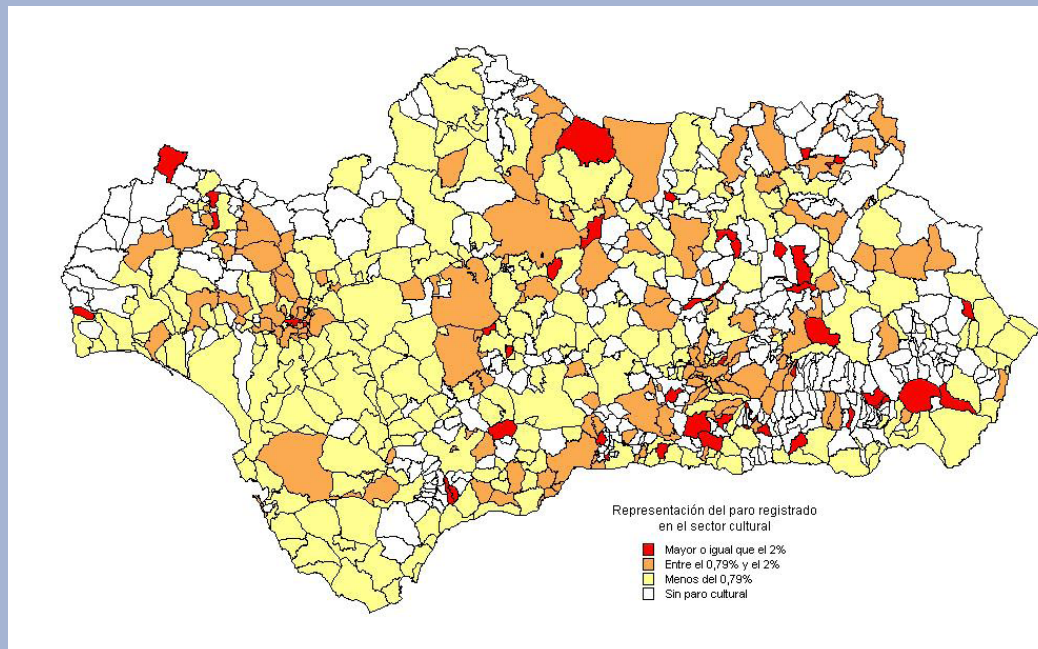 Representación del paro registrado
en el sector cultural
Mayor o igual que el 2%
Entre el 0,79% y el 2%
Menos del 0,79%
Sin paro cultural